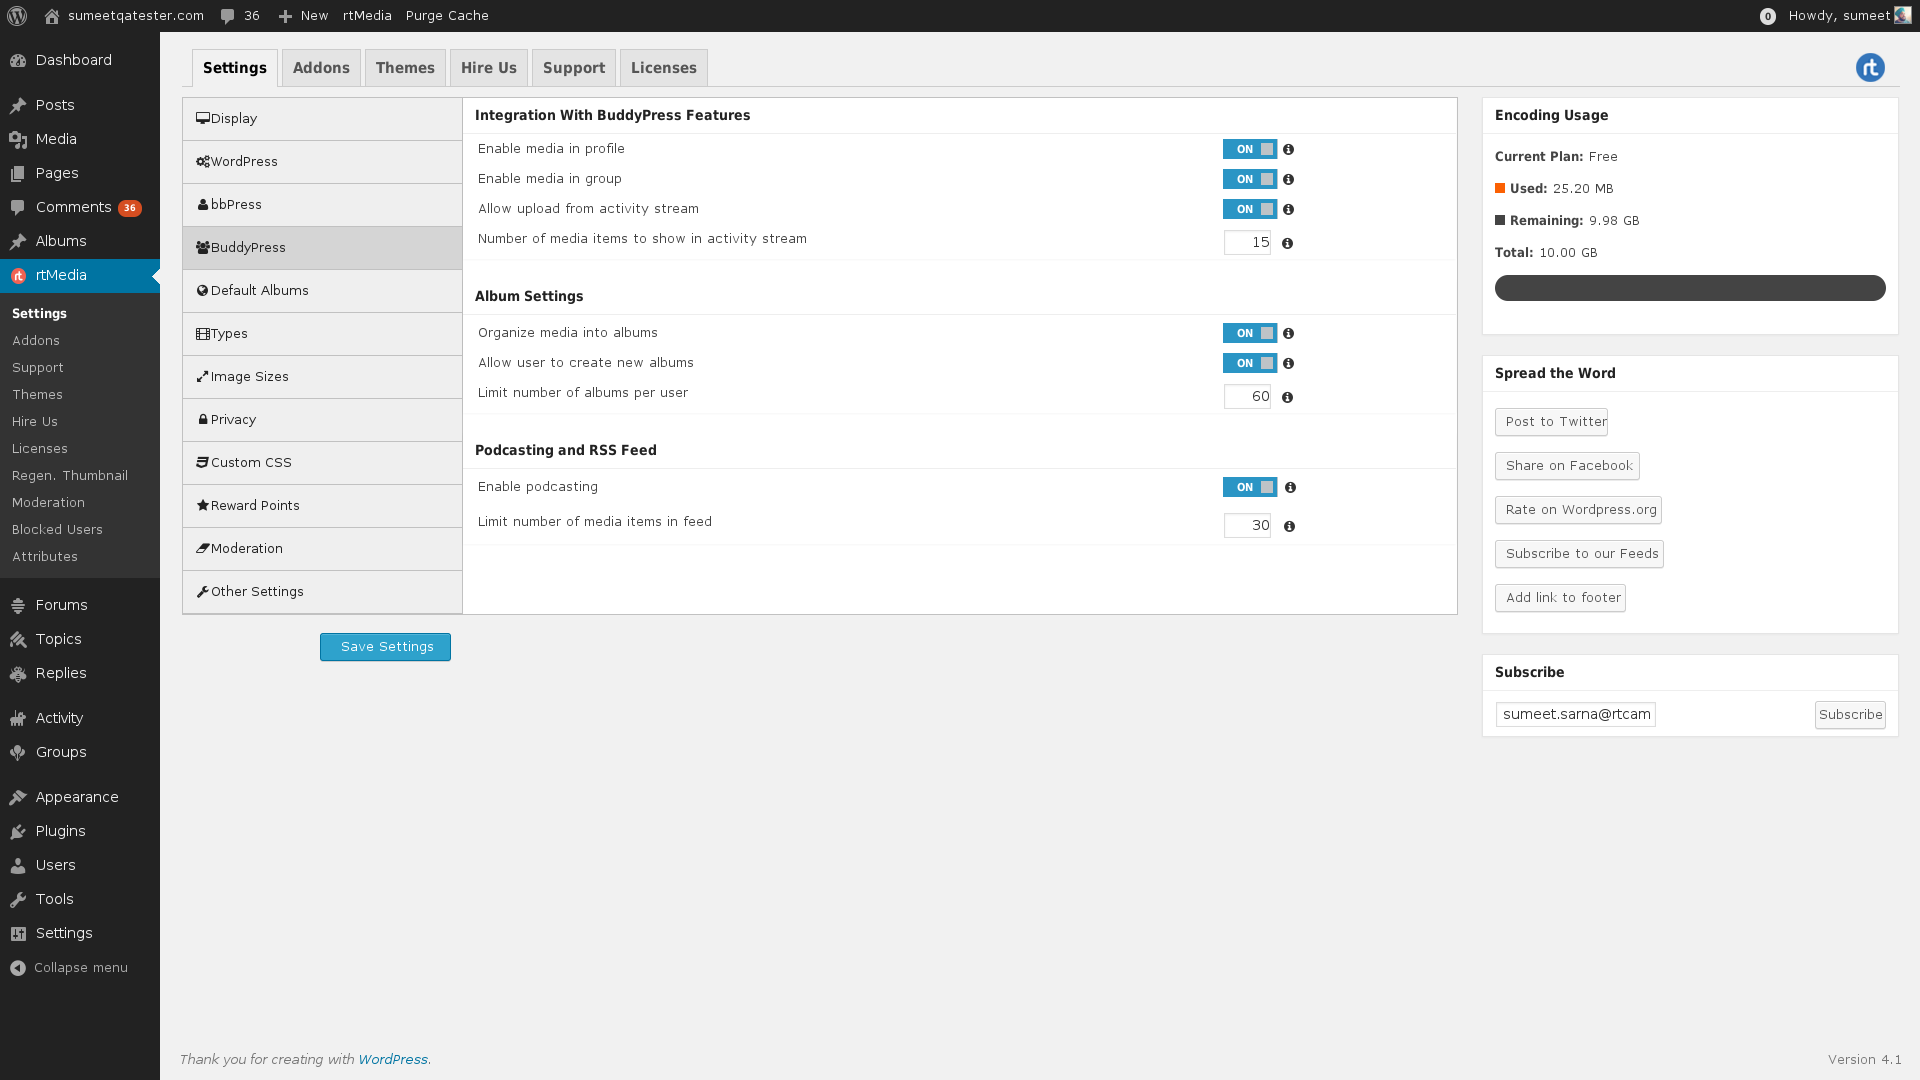 sumeetqatester.com 36 New rtMedia Purge Cache
0 Howdy, sumeet
Dashboard
Posts
Media
Pages
Comments 36
Albums
rtMedia
Settings
Addons
Support
Themes
Hire Us
Licenses
Regen. Thumbnail
Moderation
Blocked Users
Attributes
Forums
Topics
Replies
Activity
Groups
Appearance
Plugins
Users
Tools
Settings
Collapse menu
Settings Addons Themes Hire Us Support Licenses
rt
Display
WordPress
bbPress
BuddyPress
Default Albums
Types
Image Sizes
Privacy
Custom CSS
Reward Points
Moderation
Other Settings
Save Settings
Integration With BuddyPress Features
Enable media in profile ON
Enable media in group ON
Allow upload from activity stream ON
Number of media items to show in activity stream 15
Album Settings
Organize media into albums ON
Allow user to create new albums ON
Limit number of albums per user 60
Podcasting and RSS Feed
Enable podcasting ON
Limit number of media items in feed 30
Encoding Usage
Current Plan: Free
Used: 25.20 MB
Remaining: 9.98 GB
Total: 10.00 GB
Spread the Word
Post to Twitter
Share on Facebook
Rate on Wordpress.org
Subscribe to our Feeds
Add link to footer
Subscribe
sumeet.sarna@rtcam Subscribe
Thank you for creating with WordPress.
Version 4.1